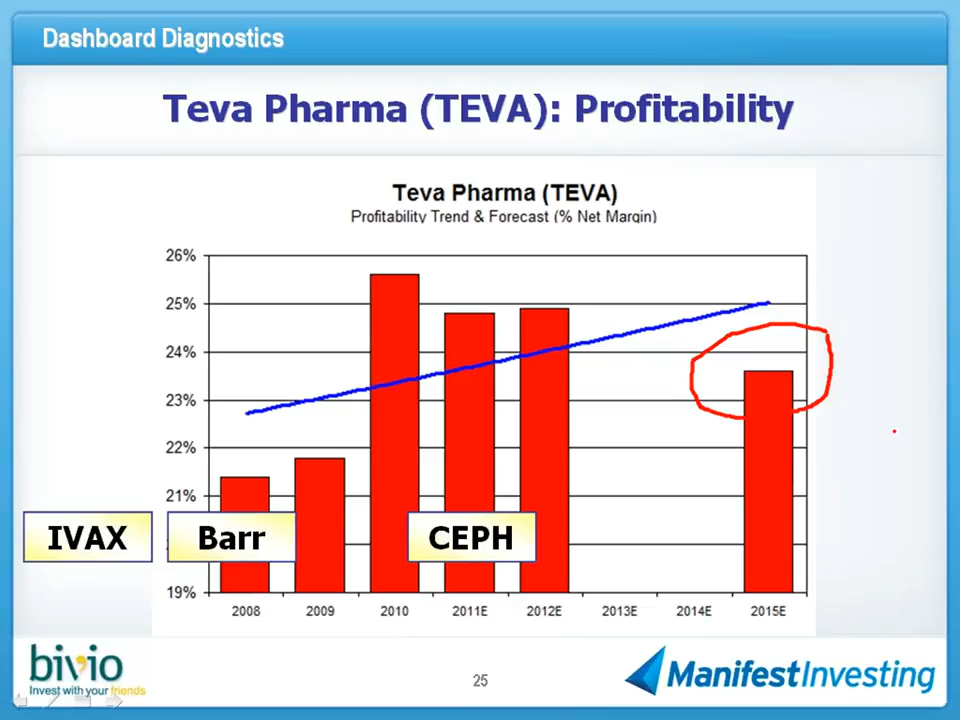 Dashboard Diagnostics
Teva Pharma (TEVA): Profitability
Teva Pharma (TEVA)
Profitability Trend & Forecast (% Net Margin)
26%
25%
24%
23%
22%
21%
19%
IVAX
Barr
CEPH
2008 2009 2010 2011E 2012E 2013E 2014E 2015E
bivio
Invest with your friends
25
ManifestInvesting